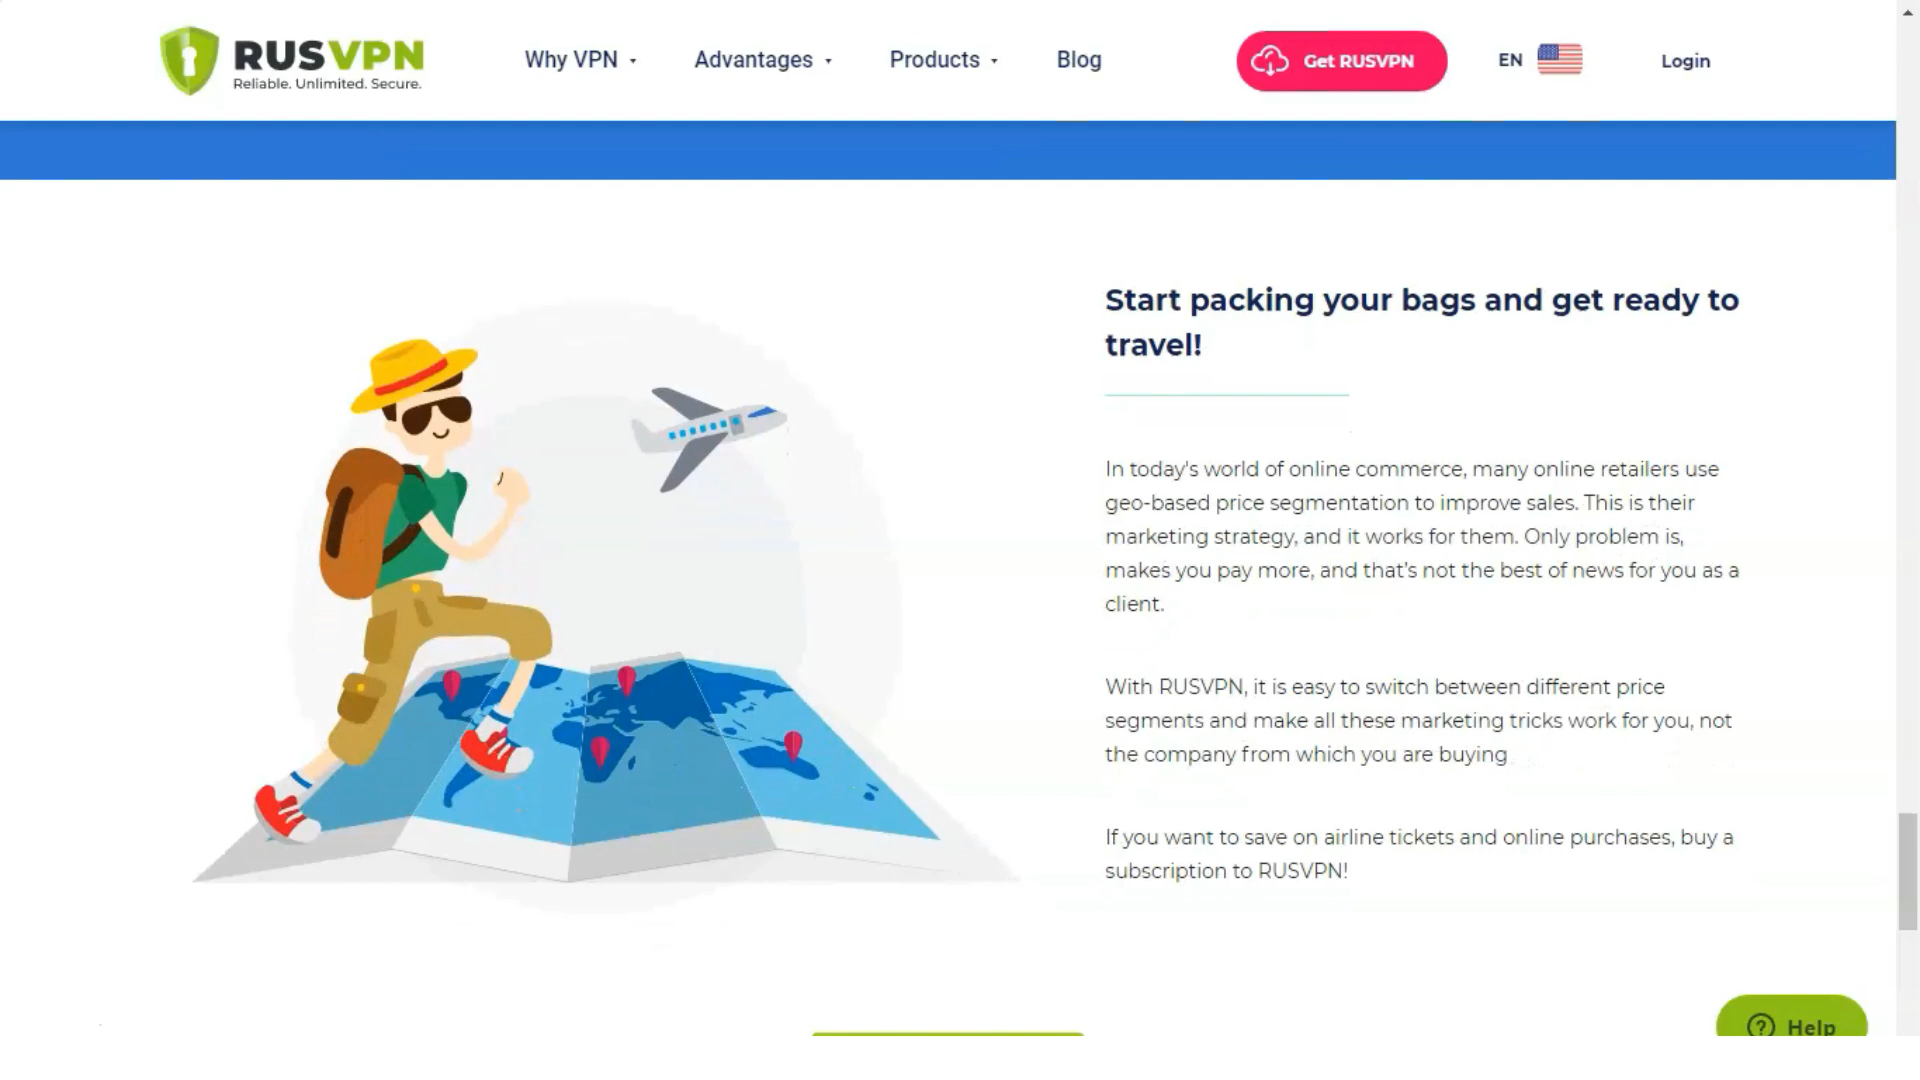 RUSVPN
Reliable. Unlimited. Secure.
Why VPN
Advantages
Products
Blog
Get RUSVPN
EN
Login
Start packing your bags and get ready to
travel!
In today's world of online commerce, many online retailers use
geo-based price segmentation to improve sales. This is their
marketing strategy, and it works for them. Only problem is,
makes you pay more, and that's not the best of news for you as a
client.
With RUSVPN, it is easy to switch between different price
segments and make all these marketing tricks work for you, not
the company from which you are buying
If you want to save on airline tickets and online purchases, buy a
subscription to RUSVPN!
Help